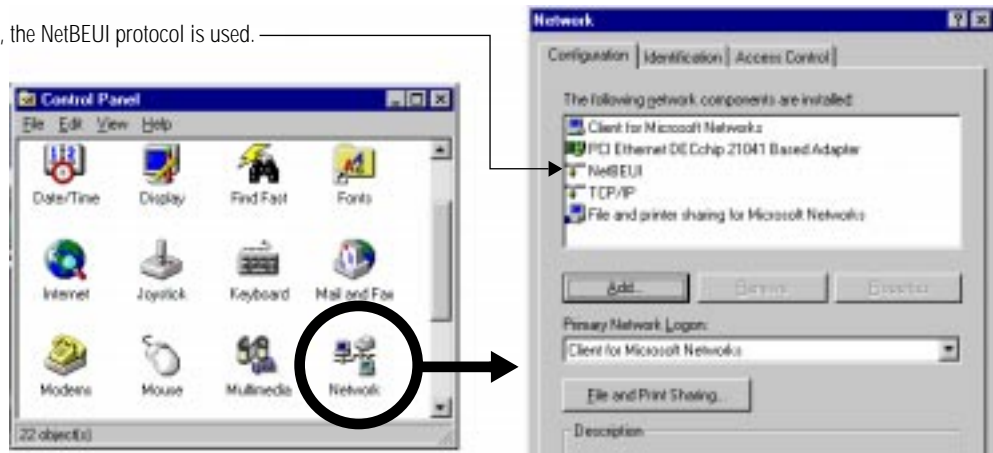 , the NetBEUI protocol is used.
Control Panel
File Edit View Help
Date/Time Display Find Fast Fonts
Internet Joystick Keyboard Mail and Fax
Modems Mouse Multimedia Network
22 object(s)
Network
Configuration Identification Access Control
The following network components are installed:
Client for Microsoft Networks
PCI Ethernet DECchip 21041 Based Adapter
NetBEUI
TCP/IP
File and printer sharing for Microsoft Networks
Add... Remove Properties
Primary Network Logon:
Client for Microsoft Networks
File and Print Sharing...
Description